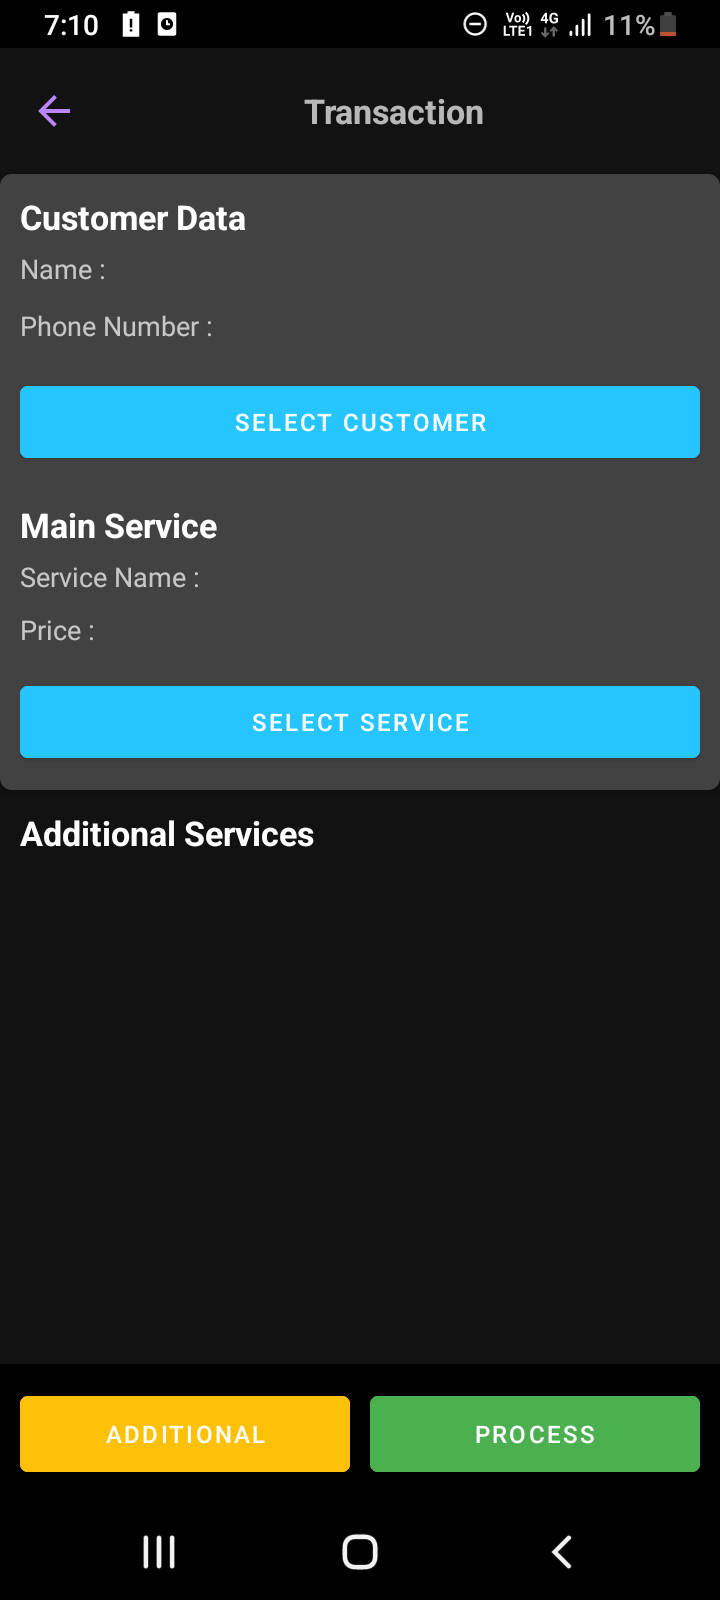 7:10 Vo)) LTE1 4G 11%
Transaction
Customer Data
Name :
Phone Number :
SELECT CUSTOMER
Main Service
Service Name :
Price :
SELECT SERVICE
Additional Services
ADDITIONAL PROCESS